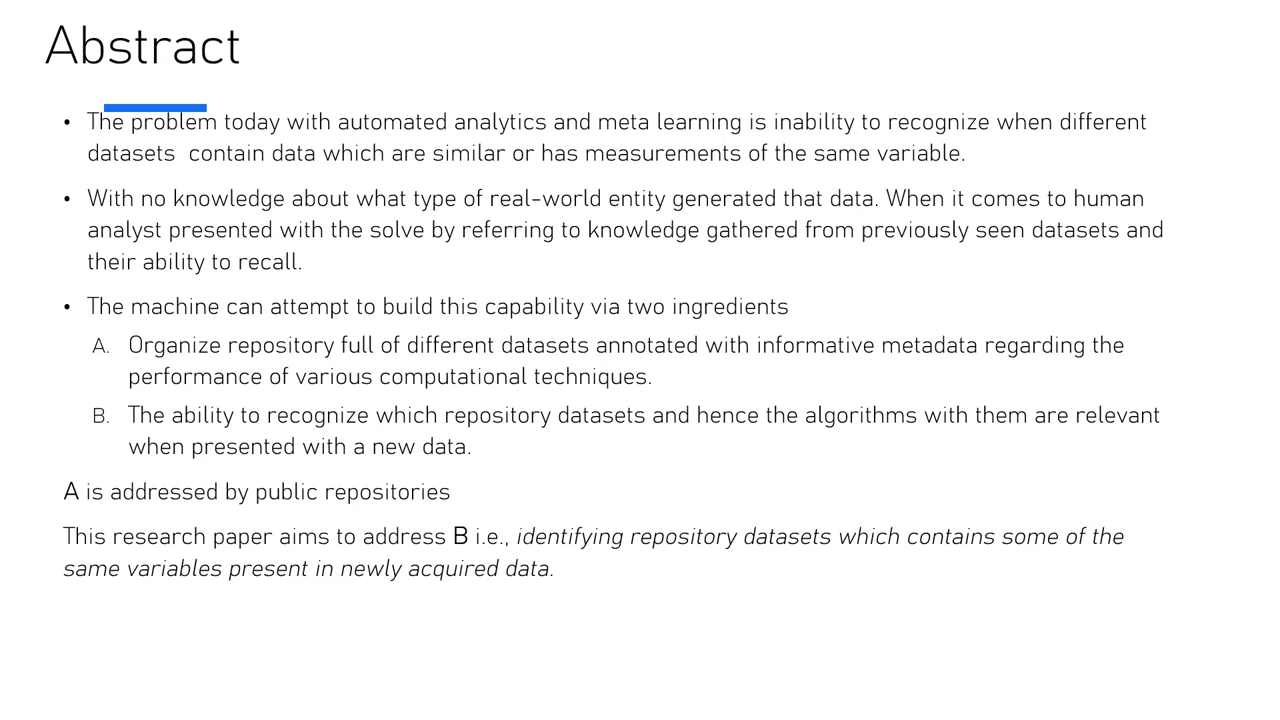 Abstract
• The problem today with automated analytics and meta learning is inability to recognize when different
datasets  contain data which are similar or has measurements of the same variable.
• With no knowledge about what type of real-world entity generated that data. When it comes to human
analyst presented with the solve by referring to knowledge gathered from previously seen datasets and
their ability to recall.
• The machine can attempt to build this capability via two ingredients
A. Organize repository full of different datasets annotated with informative metadata regarding the
performance of various computational techniques.
B. The ability to recognize which repository datasets and hence the algorithms with them are relevant
when presented with a new data.
A is addressed by public repositories
This research paper aims to address B i.e., identifying repository datasets which contains some of the
same variables present in newly acquired data.